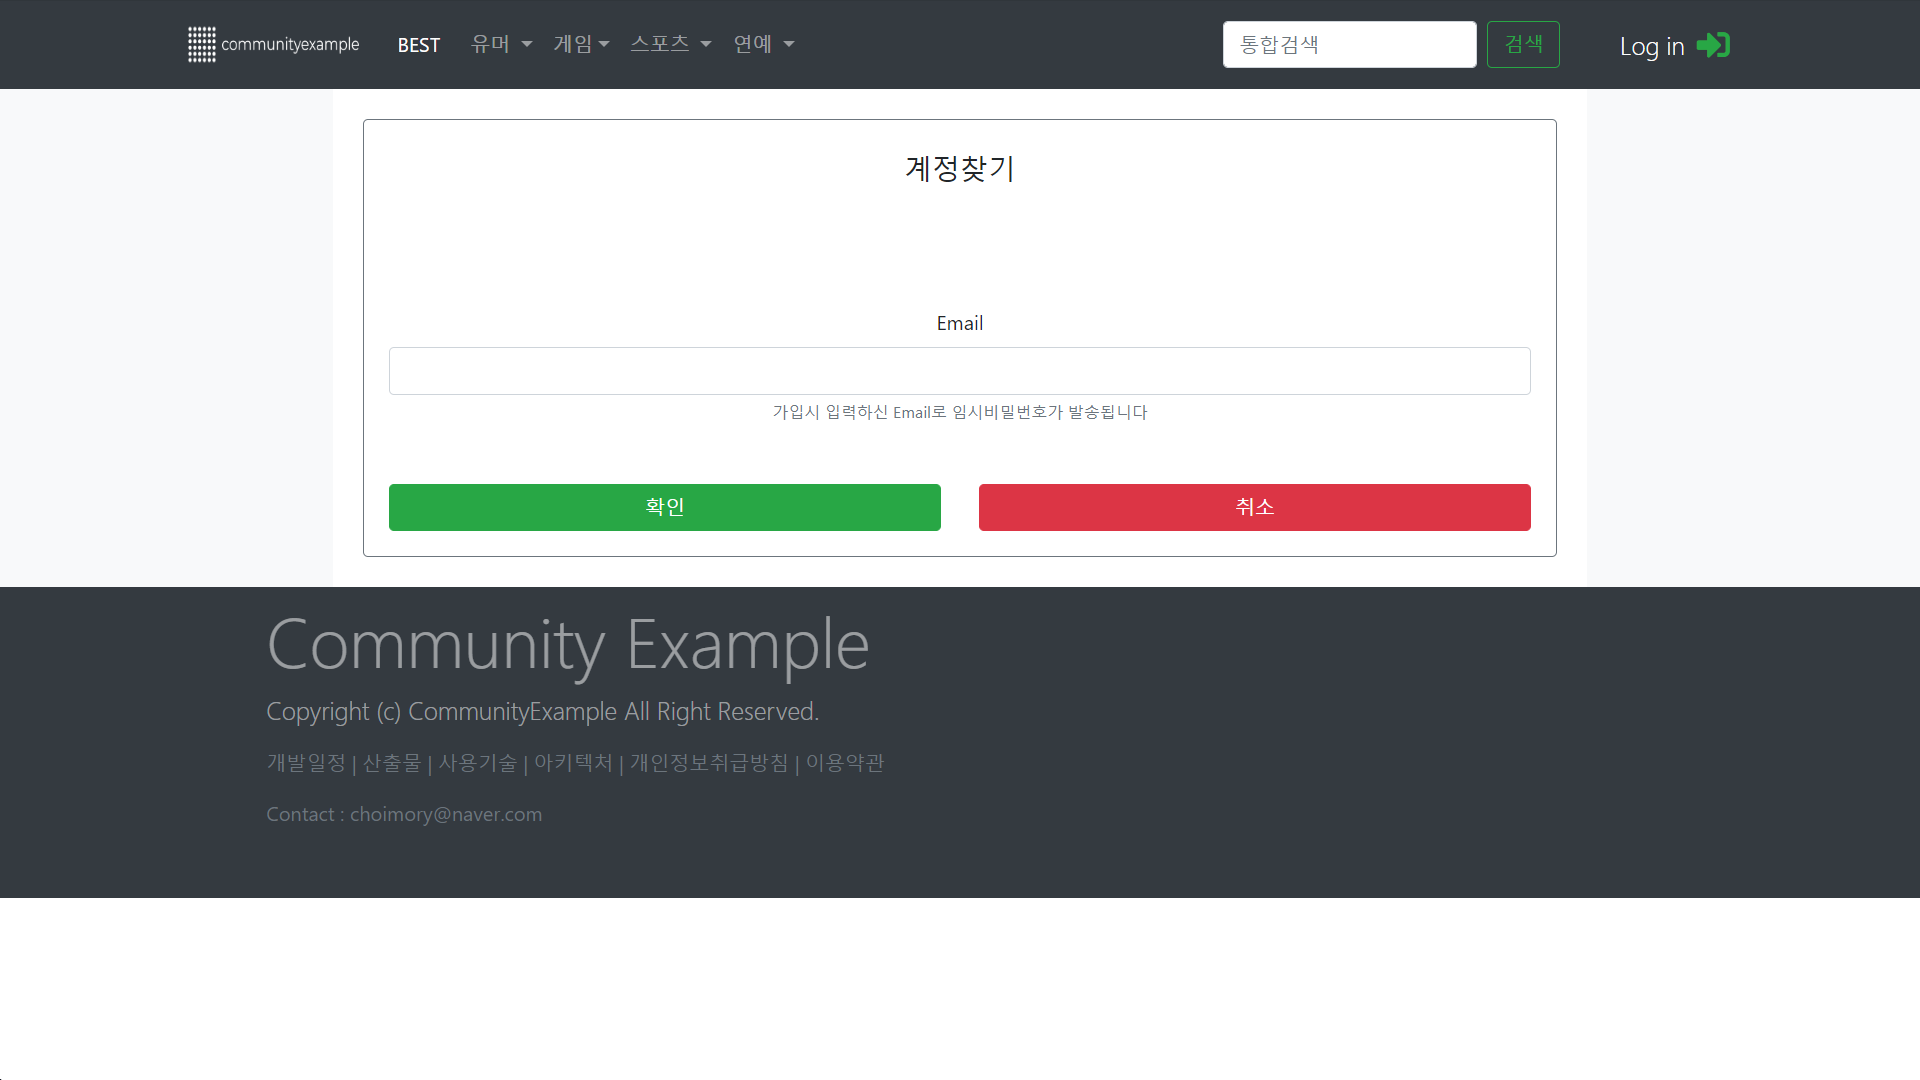 communityexample BEST 유머 게임 스포츠 연예 통합검색 검색 Log in
계정찾기
Email
가입시 입력하신 Email로 임시비밀번호가 발송됩니다
확인 취소
Community Example
Copyright (c) CommunityExample All Right Reserved.
개발일정 | 산출물 | 사용기술 | 아키텍처 | 개인정보취급방침 | 이용약관
Contact : choimory@naver.com